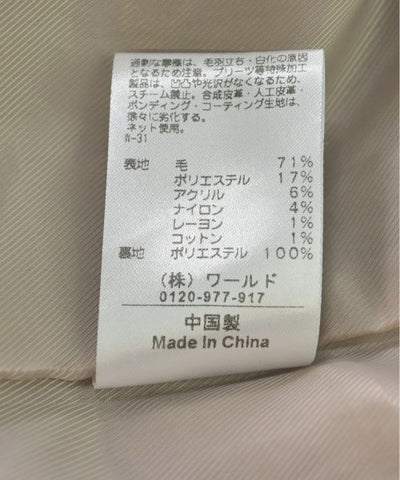 過剰な摩擦は、毛羽立ち・白化の原因
となるため注意。プリーツ等特殊加工
製品は、凹凸や光沢がなくなるため、
スチーム禁止。合成皮革・人工皮革・
ボンディング・コーティング生地は、
徐々に劣化する。
ネット使用。
A-31
表地 毛 71%
ポリエステル 17%
アクリル 6%
ナイロン 4%
レーヨン 1%
コットン 1%
裏地 ポリエステル 100%
(株) ワールド
0120-977-917
中国製
Made In China